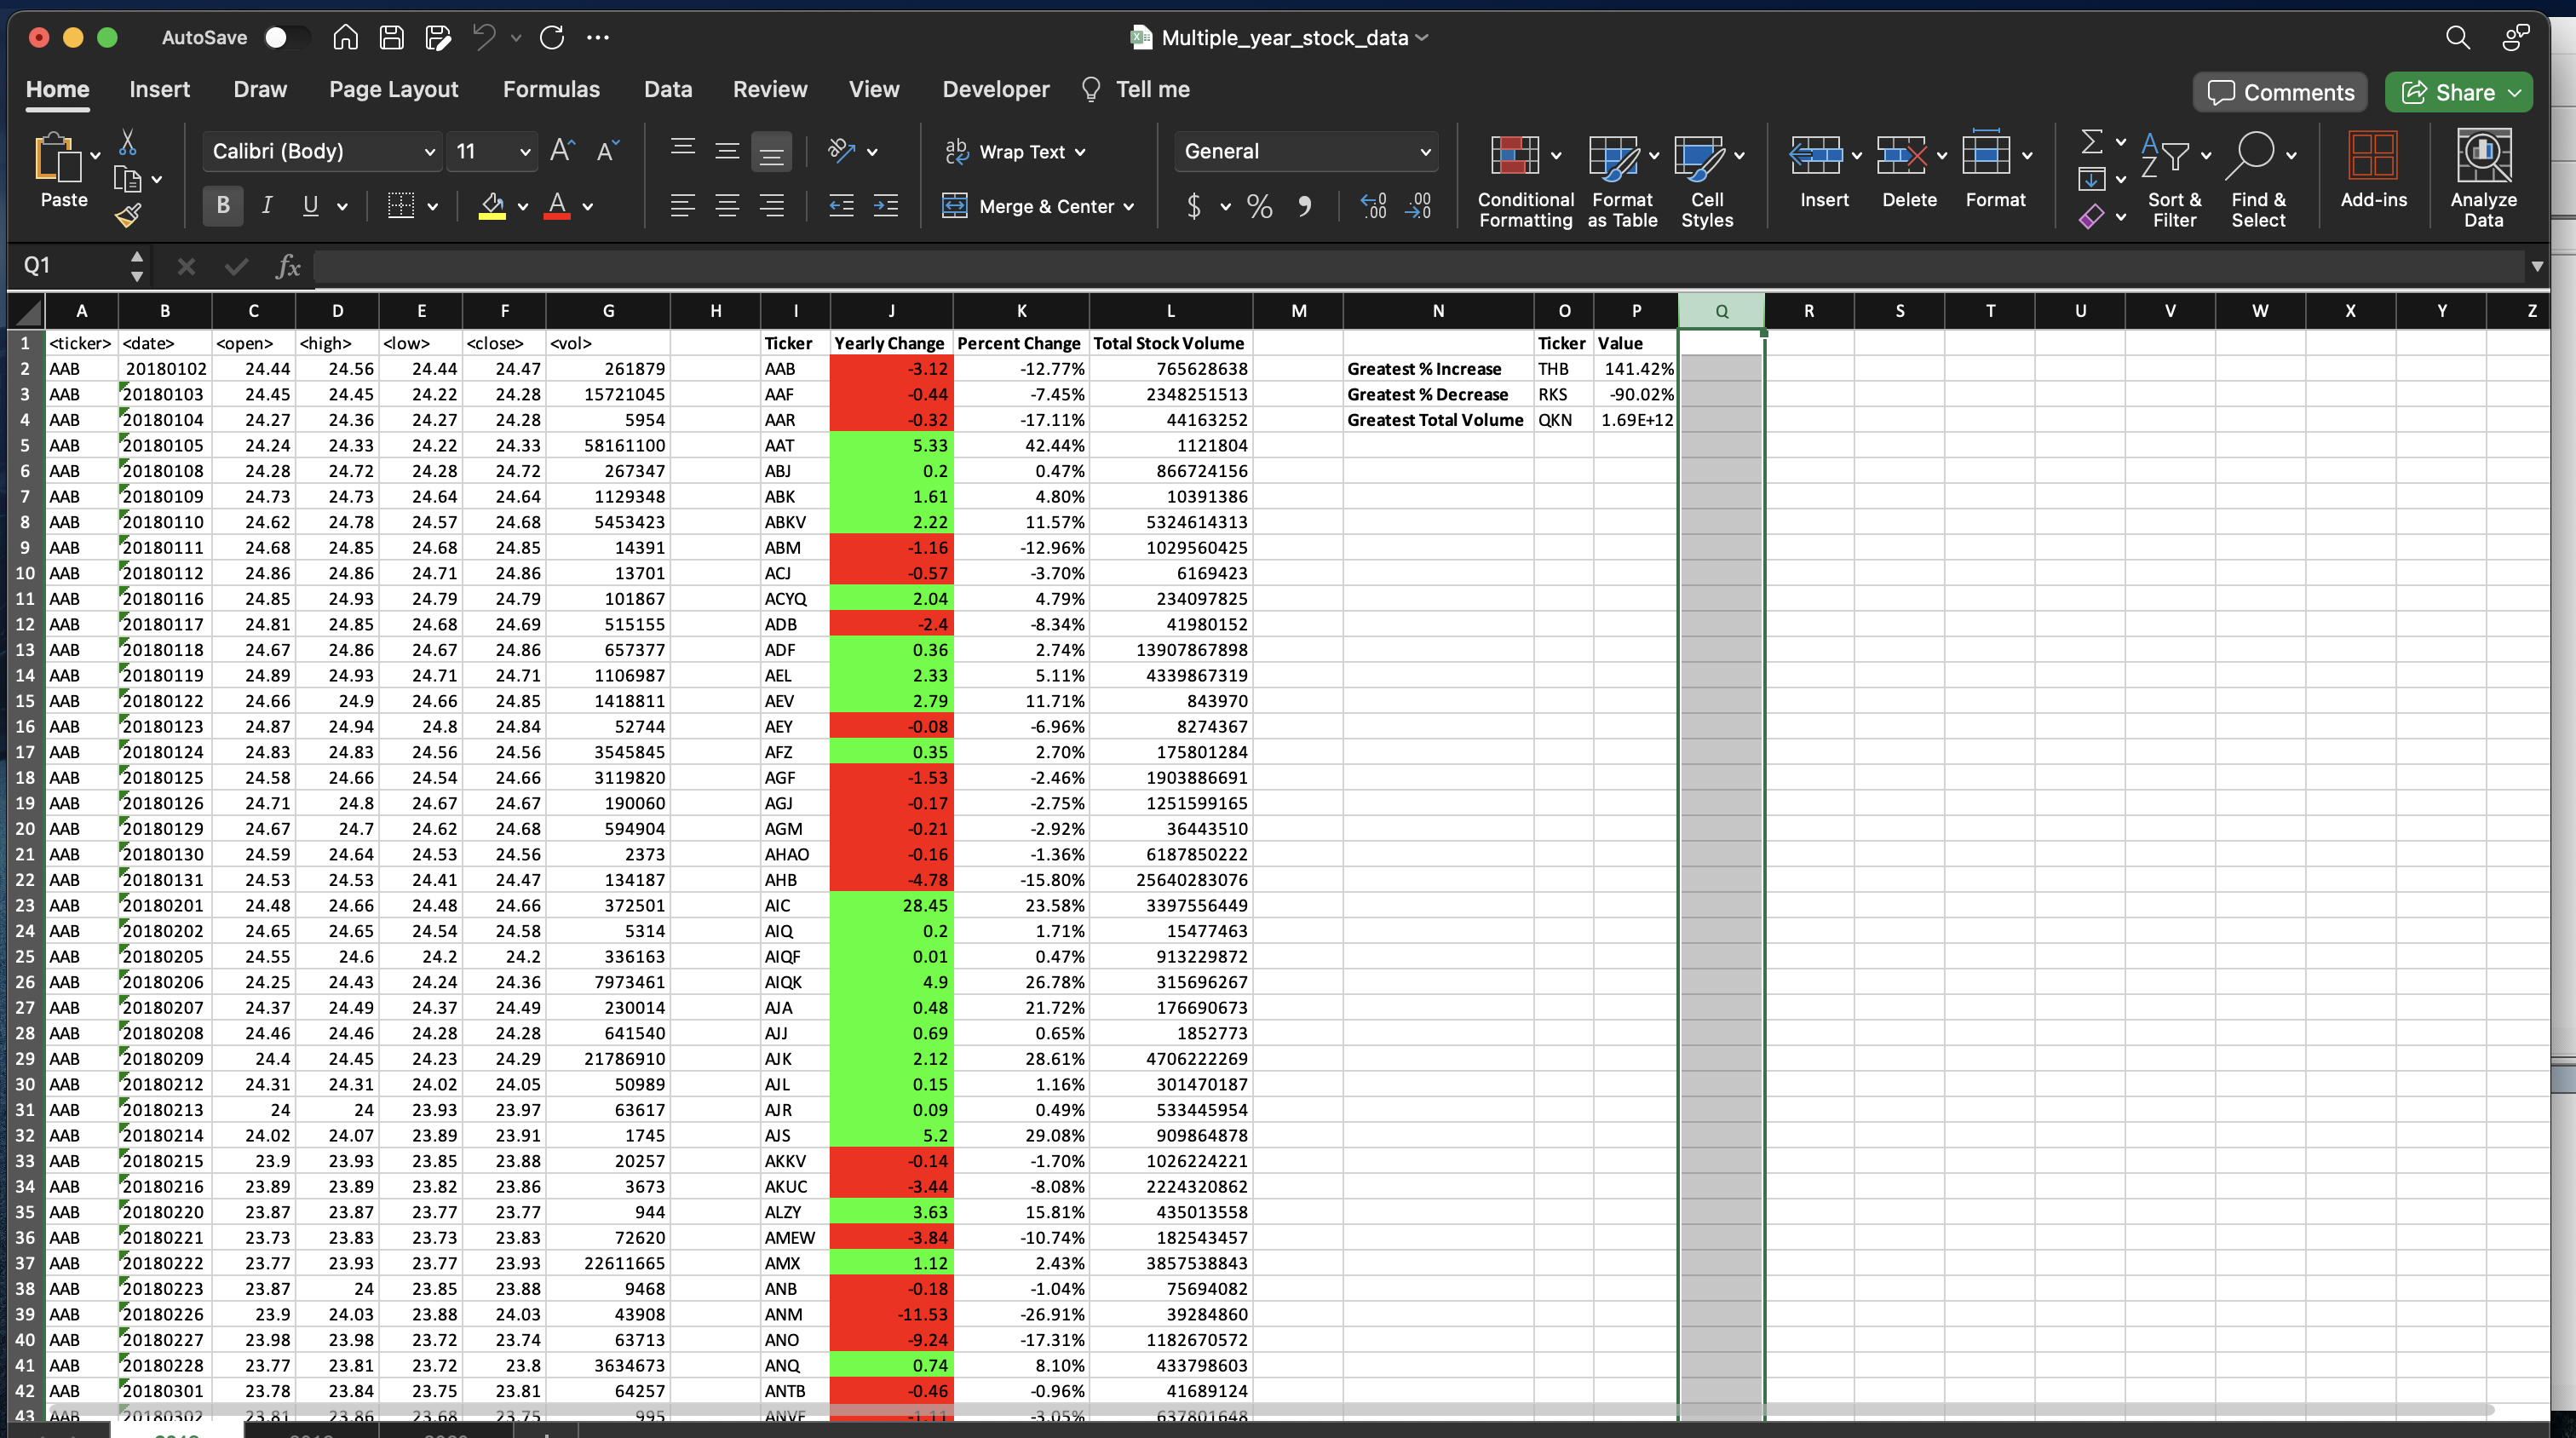 AutoSave Multiple_year_stock_data
Home Insert Draw Page Layout Formulas Data Review View Developer Tell me Comments Share
Paste Calibri (Body) 11 A A ab Wrap Text General Conditional Formatting Format as Table Cell Styles Insert Delete Format Sort & Filter Find & Select Add-ins Analyze Data
B I U A Merge & Center $ % 9 .00 .00
Q1 fx
A B C D E F G H I J K L M N O P Q R S T U V W X Y Z
1 <ticker> <date> <open> <high> <low> <close> <vol> Ticker Yearly Change Percent Change Total Stock Volume Ticker Value
2 AAB 20180102 24.44 24.56 24.44 24.47 261879 AAB -3.12 -12.77% 765628638 Greatest % Increase THB 141.42%
3 AAB 20180103 24.45 24.45 24.22 24.28 15721045 AAF -0.44 -7.45% 2348251513 Greatest % Decrease RKS -90.02%
4 AAB 20180104 24.27 24.36 24.27 24.28 5954 AAR -0.32 -17.11% 44163252 Greatest Total Volume QKN 1.69E+12
5 AAB 20180105 24.24 24.33 24.22 24.33 58161100 AAT 5.33 42.44% 1121804
6 AAB 20180108 24.28 24.72 24.28 24.72 267347 ABJ 0.2 0.47% 866724156
7 AAB 20180109 24.73 24.73 24.64 24.64 1129348 ABK 1.61 4.80% 10391386
8 AAB 20180110 24.62 24.78 24.57 24.68 5453423 ABKV 2.22 11.57% 5324614313
9 AAB 20180111 24.68 24.85 24.68 24.85 14391 ABM -1.16 -12.96% 1029560425
10 AAB 20180112 24.86 24.86 24.71 24.86 13701 ACJ -0.57 -3.70% 6169423
11 AAB 20180116 24.85 24.93 24.79 24.79 101867 ACYQ 2.04 4.79% 234097825
12 AAB 20180117 24.81 24.85 24.68 24.69 515155 ADB -2.4 -8.34% 41980152
13 AAB 20180118 24.67 24.86 24.67 24.86 657377 ADF 0.36 2.74% 13907867898
14 AAB 20180119 24.89 24.93 24.71 24.71 1106987 AEL 2.33 5.11% 4339867319
15 AAB 20180122 24.66 24.9 24.66 24.85 1418811 AEV 2.79 11.71% 843970
16 AAB 20180123 24.87 24.94 24.8 24.84 52744 AEY -0.08 -6.96% 8274367
17 AAB 20180124 24.83 24.83 24.56 24.56 3545845 AFZ 0.35 2.70% 175801284
18 AAB 20180125 24.58 24.66 24.54 24.66 3119820 AGF -1.53 -2.46% 1903886691
19 AAB 20180126 24.71 24.8 24.67 24.67 190060 AGJ -0.17 -2.75% 1251599165
20 AAB 20180129 24.67 24.7 24.62 24.68 594904 AGM -0.21 -2.92% 36443510
21 AAB 20180130 24.59 24.64 24.53 24.56 2373 AHAO -0.16 -1.36% 6187850222
22 AAB 20180131 24.53 24.53 24.41 24.47 134187 AHB -4.78 -15.80% 25640283076
23 AAB 20180201 24.48 24.66 24.48 24.66 372501 AIC 28.45 23.58% 3397556449
24 AAB 20180202 24.65 24.65 24.54 24.58 5314 AIQ 0.2 1.71% 15477463
25 AAB 20180205 24.55 24.6 24.2 24.2 336163 AIQF 0.01 0.47% 913229872
26 AAB 20180206 24.25 24.43 24.24 24.36 7973461 AIQK 4.9 26.78% 315696267
27 AAB 20180207 24.37 24.49 24.37 24.49 230014 AJA 0.48 21.72% 176690673
28 AAB 20180208 24.46 24.46 24.28 24.28 641540 AJJ 0.69 0.65% 1852773
29 AAB 20180209 24.4 24.45 24.23 24.29 21786910 AJK 2.12 28.61% 4706222269
30 AAB 20180212 24.31 24.31 24.02 24.05 50989 AJL 0.15 1.16% 301470187
31 AAB 20180213 24 24 23.93 23.97 63617 AJR 0.09 0.49% 533445954
32 AAB 20180214 24.02 24.07 23.89 23.91 1745 AJS 5.2 29.08% 909864878
33 AAB 20180215 23.9 23.93 23.85 23.88 20257 AKKV -0.14 -1.70% 1026224221
34 AAB 20180216 23.89 23.89 23.82 23.86 3673 AKUC -3.44 -8.08% 2224320862
35 AAB 20180220 23.87 23.87 23.77 23.77 944 ALZY 3.63 15.81% 435013558
36 AAB 20180221 23.73 23.83 23.73 23.83 72620 AMEW -3.84 -10.74% 182543457
37 AAB 20180222 23.77 23.93 23.77 23.93 22611665 AMX 1.12 2.43% 3857538843
38 AAB 20180223 23.87 24 23.85 23.88 9468 ANB -0.18 -1.04% 75694082
39 AAB 20180226 23.9 24.03 23.88 24.03 43908 ANM -11.53 -26.91% 39284860
40 AAB 20180227 23.98 23.98 23.72 23.74 63713 ANO -9.24 -17.31% 1182670572
41 AAB 20180228 23.77 23.81 23.72 23.8 3634673 ANQ 0.74 8.10% 433798603
42 AAB 20180301 23.78 23.84 23.75 23.81 64257 ANTB -0.46 -0.96% 41689124
43 AAB 20180302 23.81 23.86 23.68 23.75 995 -1.11 -3.05% 637801648